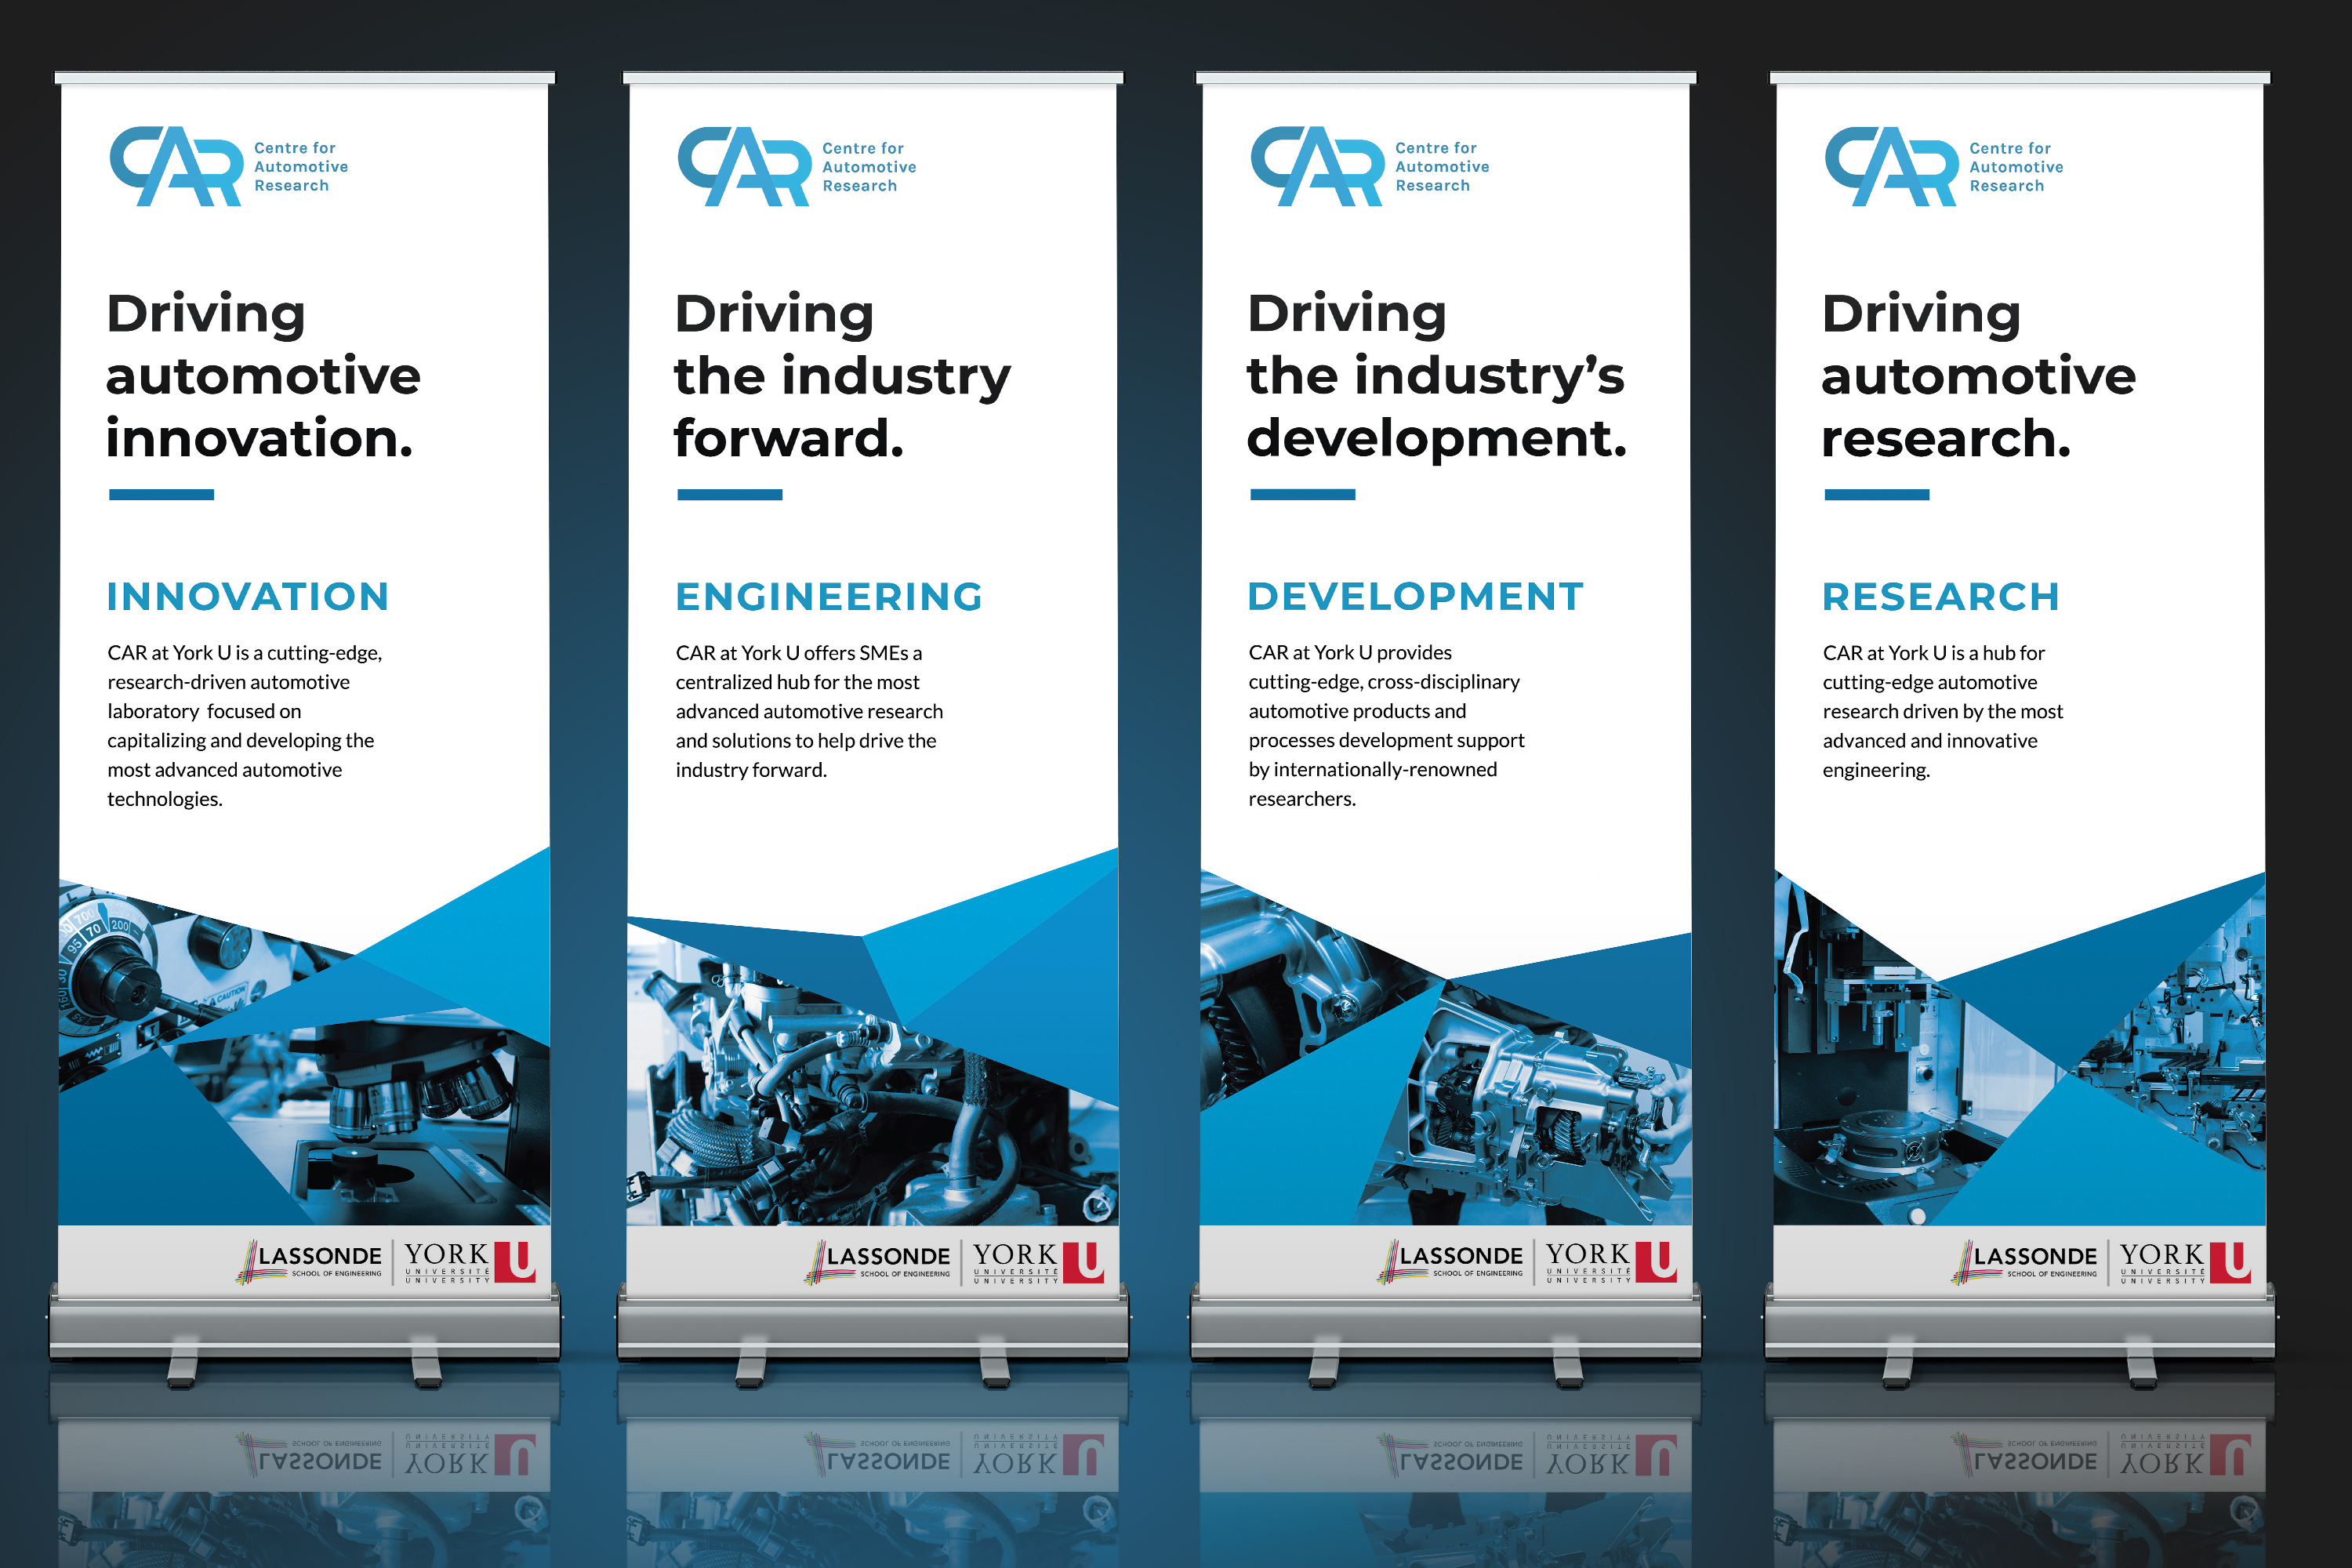 CAR
Centre for
Automotive
Research
Driving
automotive
innovation.
INNOVATION
CAR at York U is a cutting-edge,
research-driven automotive
laboratory focused on
capitalizing and developing the
most advanced automotive
technologies.
700
200
95
70
30
160
CAUTION
LASSONDE
SCHOOL OF ENGINEERING
YORK U
UNIVERSITÉ
UNIVERSITY
CAR
Centre for
Automotive
Research
Driving
the industry
forward.
ENGINEERING
CAR at York U offers SMEs a
centralized hub for the most
advanced automotive research
and solutions to help drive the
industry forward.
LASSONDE
SCHOOL OF ENGINEERING
YORK U
UNIVERSITÉ
UNIVERSITY
CAR
Centre for
Automotive
Research
Driving
the industry’s
development.
DEVELOPMENT
CAR at York U provides
cutting-edge, cross-disciplinary
automotive products and
processes development support
by internationally-renowned
researchers.
LASSONDE
SCHOOL OF ENGINEERING
YORK U
UNIVERSITÉ
UNIVERSITY
CAR
Centre for
Automotive
Research
Driving
automotive
research.
RESEARCH
CAR at York U is a hub for
cutting-edge automotive
research driven by the most
advanced and innovative
engineering.
LASSONDE
SCHOOL OF ENGINEERING
YORK U
UNIVERSITÉ
UNIVERSITY